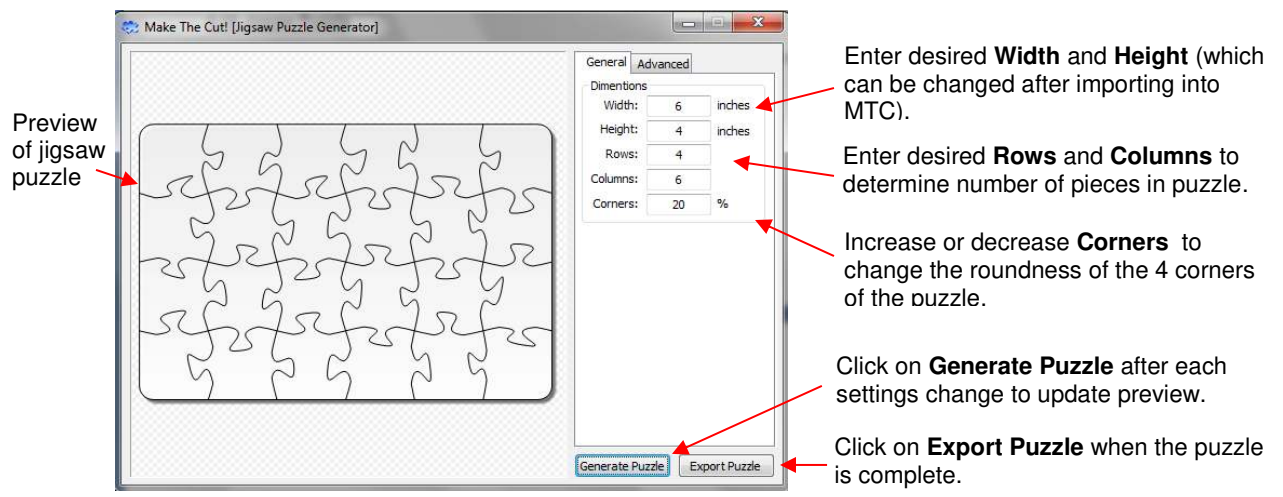 Make The Cut! [Jigsaw Puzzle Generator]
Preview
of jigsaw
puzzle
General Advanced
Dimentions
Width: 6 inches
Height: 4 inches
Rows: 4
Columns: 6
Corners: 20 %
Generate Puzzle Export Puzzle
Enter desired Width and Height (which
can be changed after importing into
MTC).
Enter desired Rows and Columns to
determine number of pieces in puzzle.
Increase or decrease Corners to
change the roundness of the 4 corners
of the puzzle.
Click on Generate Puzzle after each
settings change to update preview.
Click on Export Puzzle when the puzzle
is complete.